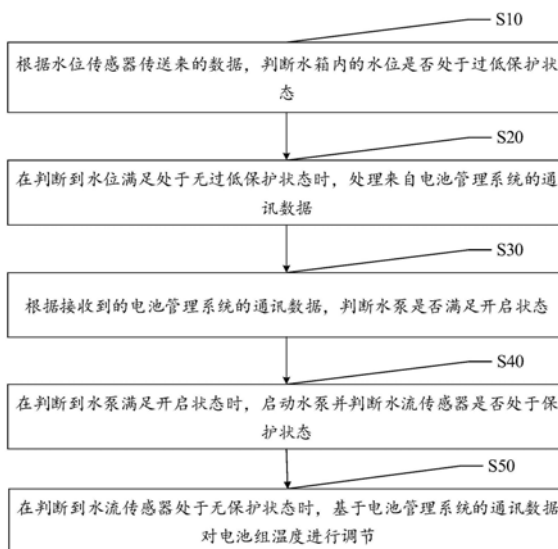 S10
根据水位传感器传送来的数据，判断水箱内的水位是否处于过低保护状
态
S20
在判断到水位满足处于无过低保护状态时，处理来自电池管理系统的通
讯数据
S30
根据接收到的电池管理系统的通讯数据，判断水泵是否满足开启状态
S40
在判断到水泵满足开启状态时，启动水泵并判断水流传感器是否处于保
护状态
S50
在判断到水流传感器处于无保护状态时，基于电池管理系统的通讯数据
对电池组温度进行调节